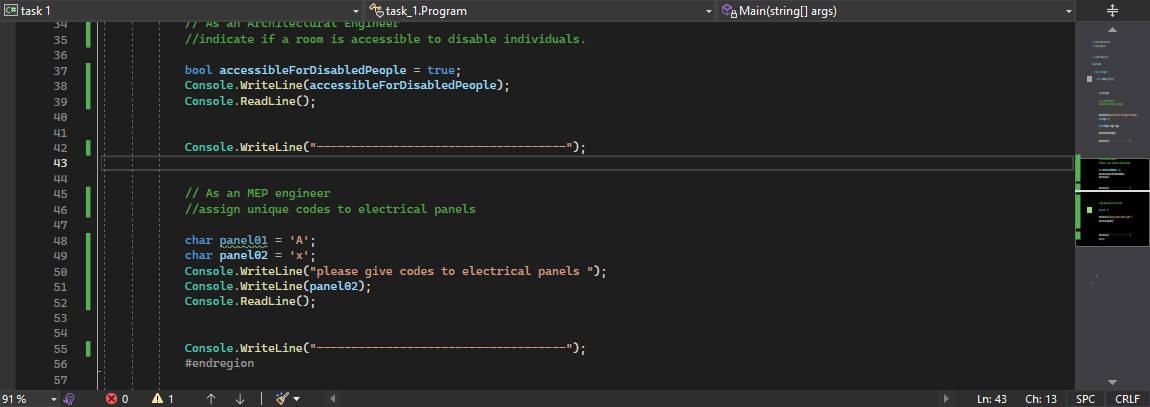 C# task 1 task_1.Program Main(string[] args)
34 // As an Architectural Engineer
35 //indicate if a room is accessible to disable individuals.
36
37 bool accessibleForDisabledPeople = true;
38 Console.WriteLine(accessibleForDisabledPeople);
39 Console.ReadLine();
40
41
42 Console.WriteLine("------------------------------------");
43
44
45 // As an MEP engineer
46 //assign unique codes to electrical panels
47
48 char panel01 = 'A';
49 char panel02 = 'x';
50 Console.WriteLine("please give codes to electrical panels ");
51 Console.WriteLine(panel02);
52 Console.ReadLine();
53
54
55 Console.WriteLine("------------------------------------");
56 #endregion
57
91 % 0 1 Ln: 43 Ch: 13 SPC CRLF